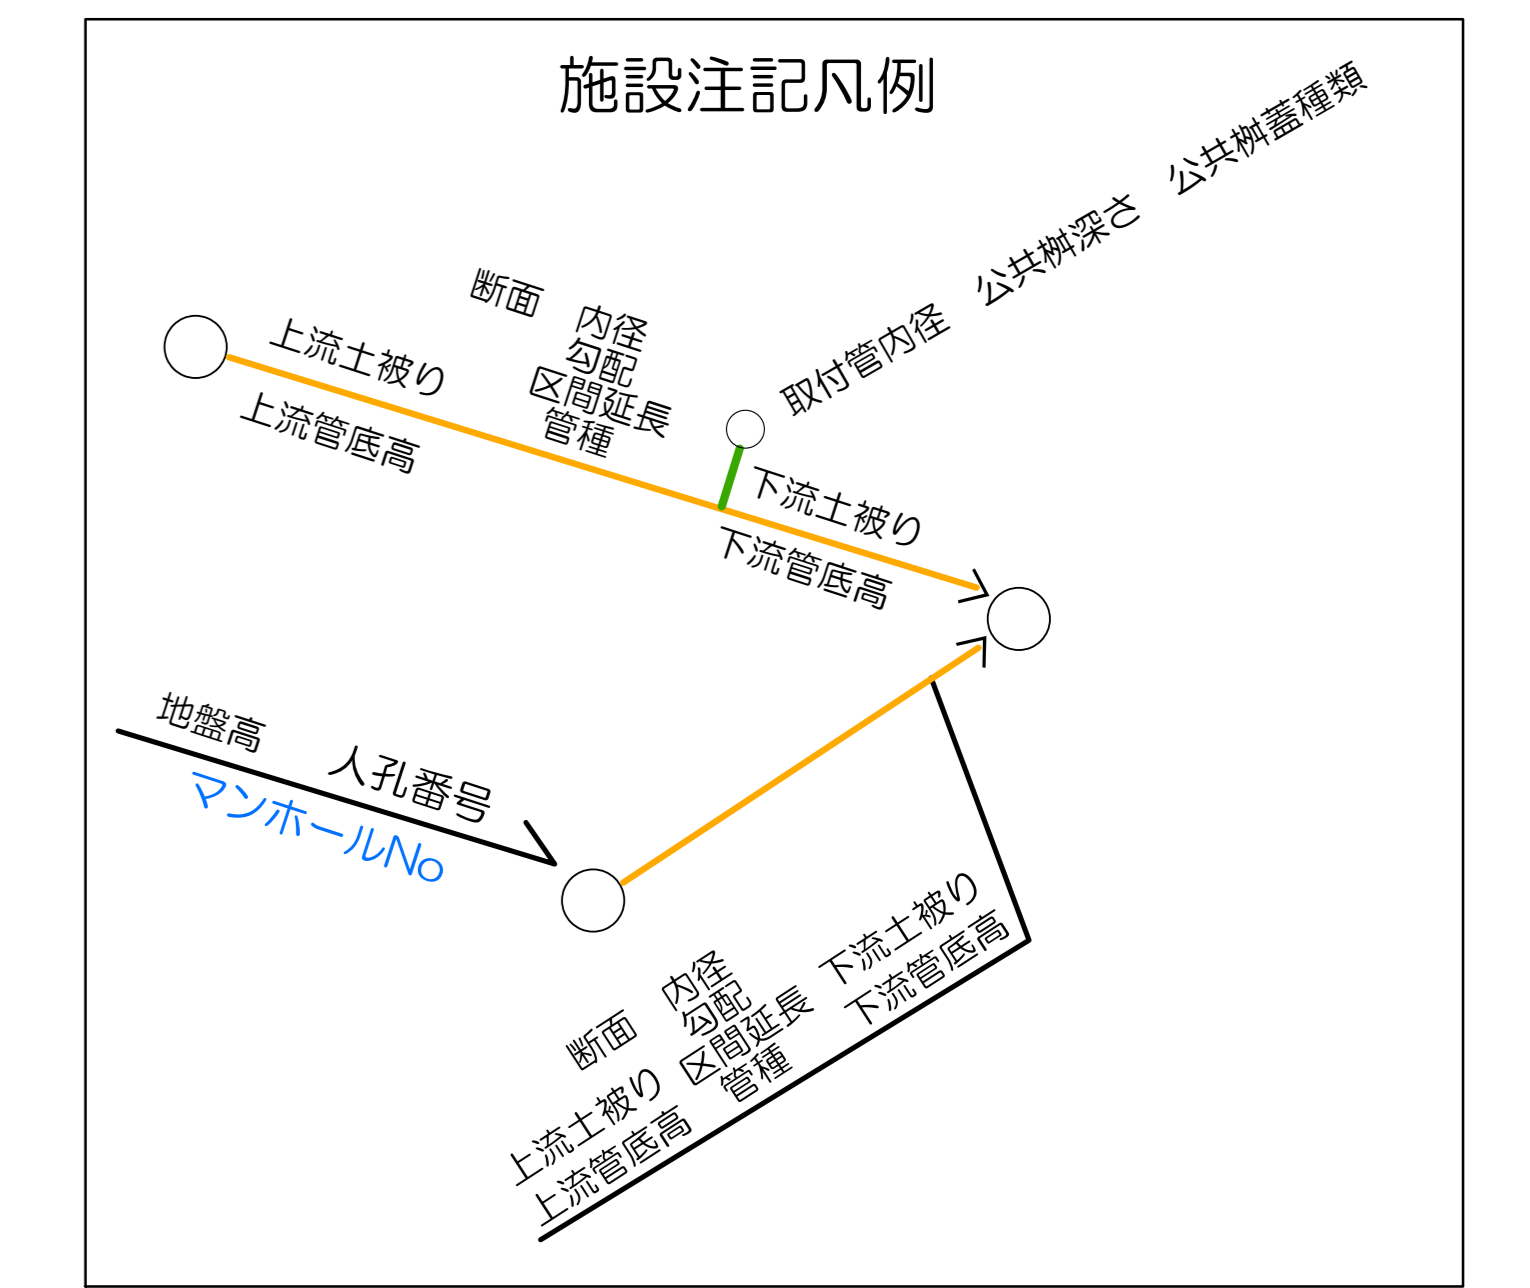 施設注記凡例
取付管内径　公共桝深さ　公共桝蓋種類
断面　内径
勾配
区間延長
管種
上流土被り
上流管底高
下流土被り
下流管底高
地盤高　人孔番号
マンホールNo
断面　内径
勾配
上流土被り　区間延長　下流土被り
上流管底高　管種　下流管底高